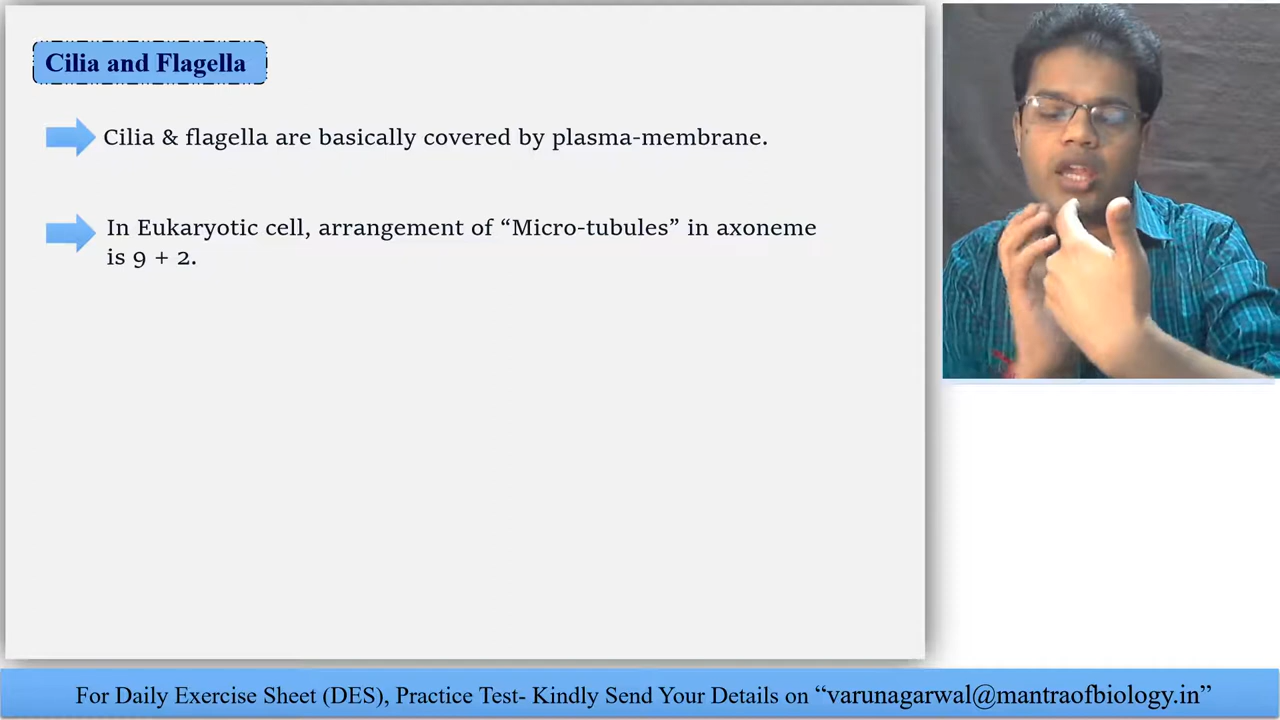 Cilia and Flagella
Cilia & flagella are basically covered by plasma-membrane.
In Eukaryotic cell, arrangement of “Micro-tubules” in axoneme
is 9 + 2.
For Daily Exercise Sheet (DES), Practice Test- Kindly Send Your Details on “varunagarwal@mantraofbiology.in”